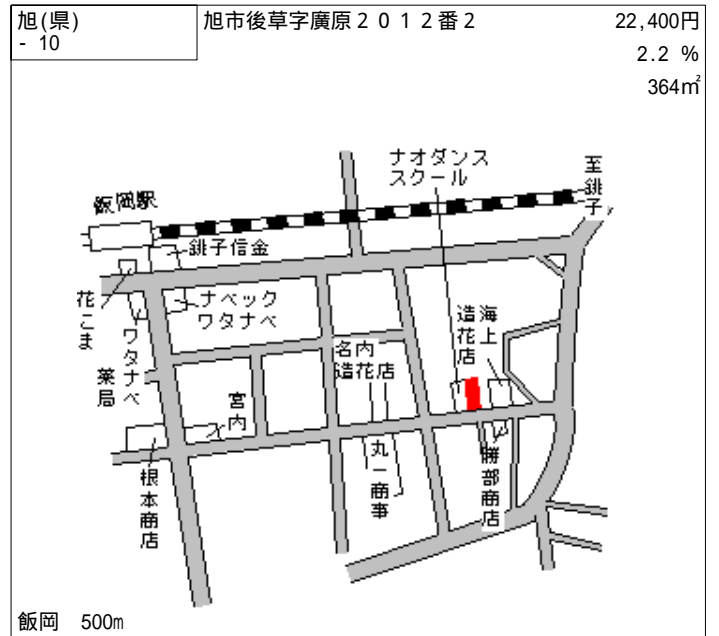 旭(県)
- 10
旭市後草字廣原2012番2
22,400円
2.2 %
364㎡
ナオダンス
スクール
至銚子
飯岡駅
銚子信金
花こま
ワタナベ
薬局
ナベック
ワタナベ
海上
造花店
名内
造花店
宮内
根本商店
丸一商事
勝部商店
飯岡 500m